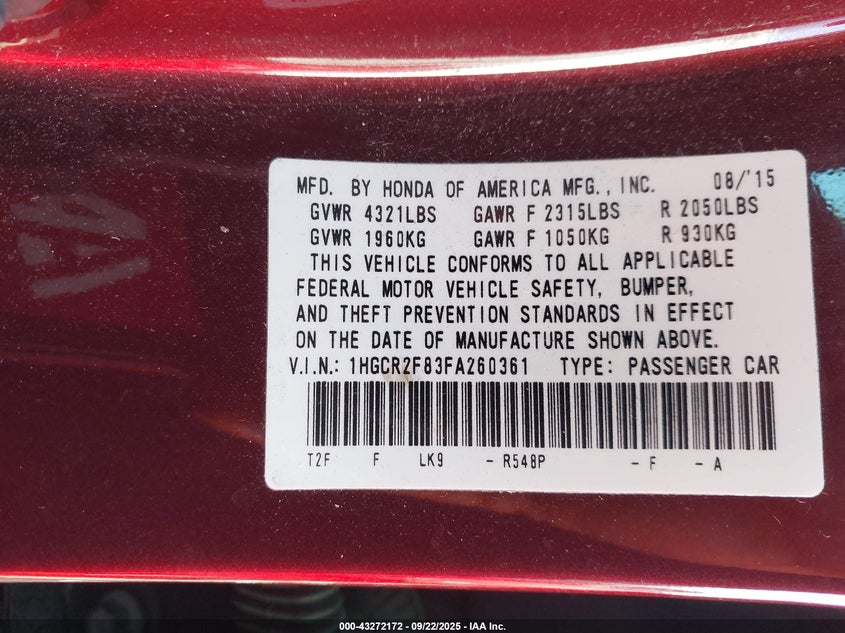 MFD. BY HONDA OF AMERICA MFG., INC. 08/'15
GVWR 4321LBS GAWR F 2315LBS R 2050LBS
GVWR 1960KG GAWR F 1050KG R 930KG
THIS VEHICLE CONFORMS TO ALL APPLICABLE
FEDERAL MOTOR VEHICLE SAFETY, BUMPER,
AND THEFT PREVENTION STANDARDS IN EFFECT
ON THE DATE OF MANUFACTURE SHOWN ABOVE.
V.I.N.: 1HGCR2F83FA260361 TYPE: PASSENGER CAR
T2F F LK9 - R548P - F - A
000-43272172 - 09/22/2025 - IAA Inc.